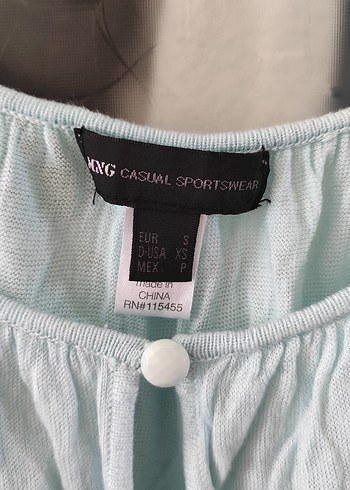 MNG CASUAL SPORTSWEAR
EUR S
D-USA XS
MEX P
made in
CHINA
RN#115455